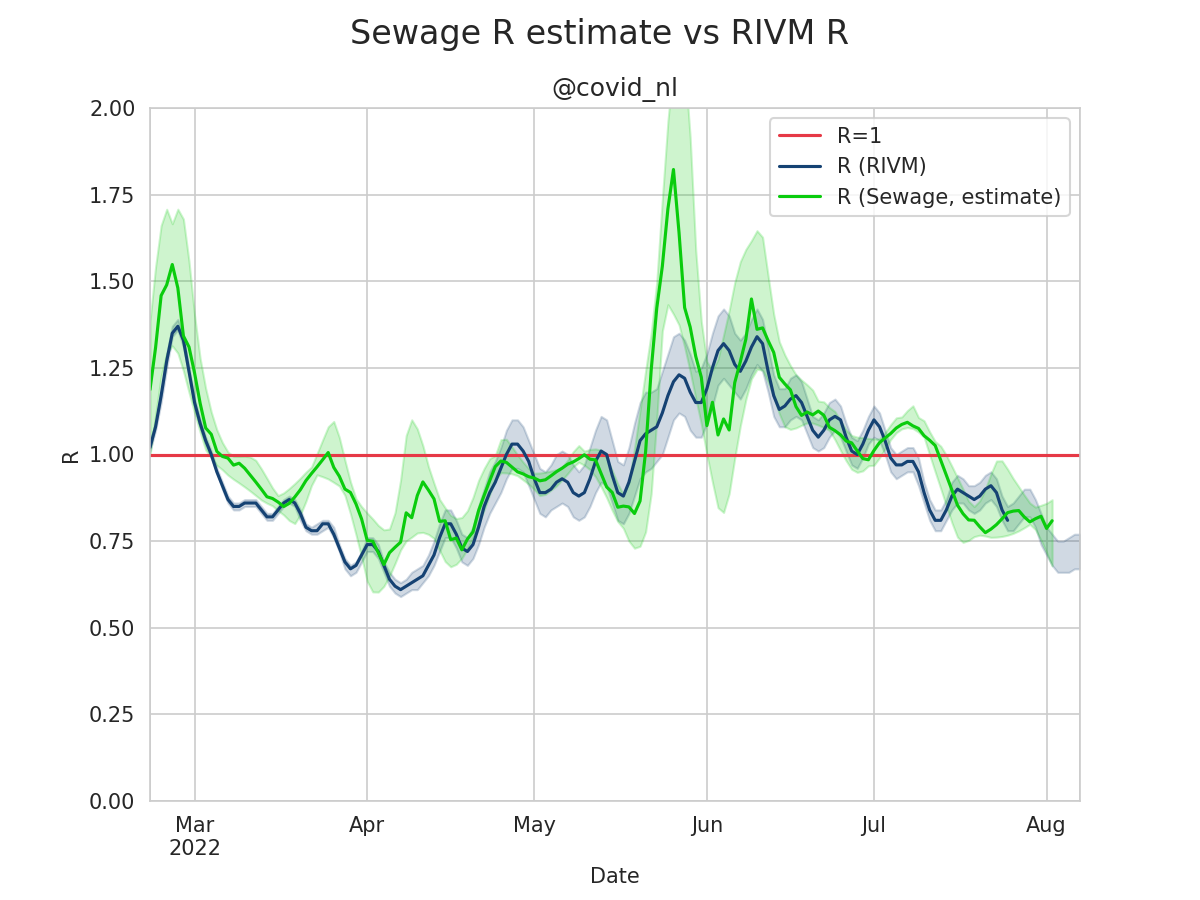 Sewage R estimate vs RIVM R
@covid_nl
R=1
R (RIVM)
R (Sewage, estimate)
2.00
1.75
1.50
1.25
1.00
0.75
0.50
0.25
0.00
R
Mar
2022
Apr
May
Jun
Jul
Aug
Date